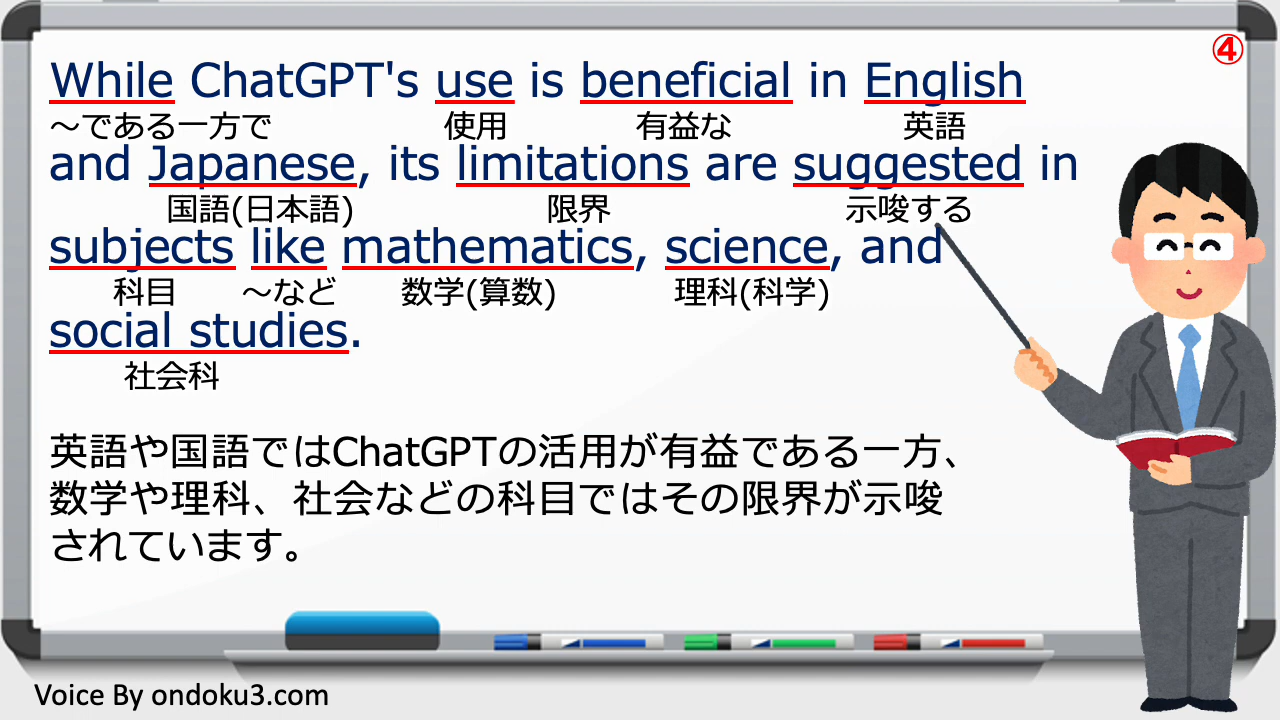 ④
While ChatGPT's use is beneficial in English
～である一方で 使用 有益な 英語
and Japanese, its limitations are suggested in
国語(日本語) 限界 示唆する
subjects like mathematics, science, and
科目 ～など 数学(算数) 理科(科学)
social studies.
社会科
英語や国語ではChatGPTの活用が有益である一方、
数学や理科、社会などの科目ではその限界が示唆
されています。
Voice By ondoku3.com